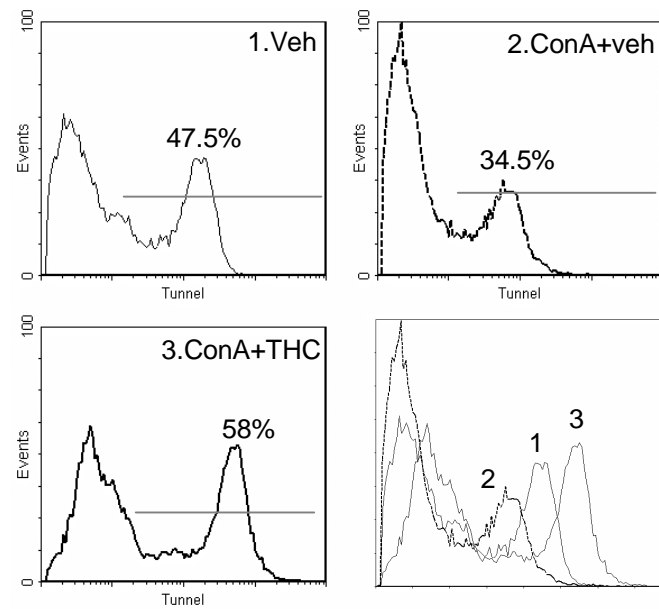 100
1.Veh
47.5%
Events
0
Tunnel
100
2.ConA+veh
34.5%
Events
0
Tunnel
100
3.ConA+THC
58%
Events
0
Tunnel
1
2
3